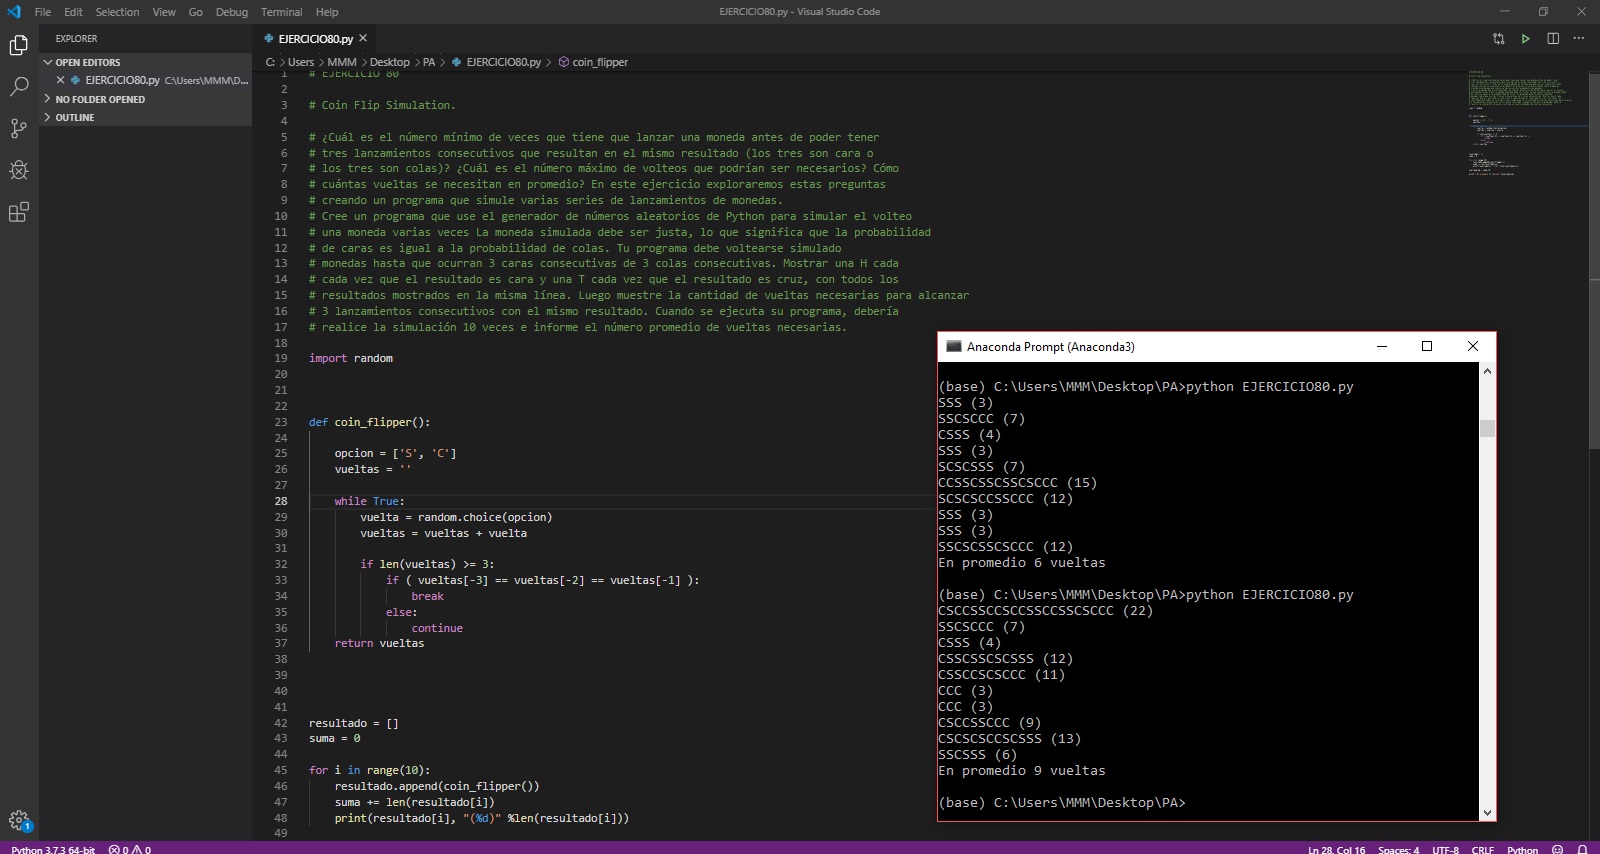 File Edit Selection View Go Debug Terminal Help
EJERCICIO80.py - Visual Studio Code
EXPLORER
OPEN EDITORS
EJERCICIO80.py C:\Users\MMM\D...
NO FOLDER OPENED
OUTLINE
EJERCICIO80.py
C: > Users > MMM > Desktop > PA > EJERCICIO80.py > coin_flipper
1 # EJERCICIO 80
2
3 # Coin Flip Simulation.
4
5 # ¿Cuál es el número mínimo de veces que tiene que lanzar una moneda antes de poder tener
6 # tres lanzamientos consecutivos que resultan en el mismo resultado (los tres son cara o
7 # los tres son colas)? ¿Cuál es el número máximo de volteos que podrían ser necesarios? Cómo
8 # cuántas vueltas se necesitan en promedio? En este ejercicio exploraremos estas preguntas
9 # creando un programa que simule varias series de lanzamientos de monedas.
10 # Cree un programa que use el generador de números aleatorios de Python para simular el volteo
11 # una moneda varias veces La moneda simulada debe ser justa, lo que significa que la probabilidad
12 # de caras es igual a la probabilidad de colas. Tu programa debe voltearse simulado
13 # monedas hasta que ocurran 3 caras consecutivas de 3 colas consecutivas. Mostrar una H cada
14 # cada vez que el resultado es cara y una T cada vez que el resultado es cruz, con todos los
15 # resultados mostrados en la misma línea. Luego muestre la cantidad de vueltas necesarias para alcanzar
16 # 3 lanzamientos consecutivos con el mismo resultado. Cuando se ejecuta su programa, debería
17 # realice la simulación 10 veces e informe el número promedio de vueltas necesarias.
18
19 import random
20
21
22
23 def coin_flipper():
24
25 opcion = ['S', 'C']
26 vueltas = ''
27
28 while True:
29 vuelta = random.choice(opcion)
30 vueltas = vueltas + vuelta
31
32 if len(vueltas) >= 3:
33 if ( vueltas[-3] == vueltas[-2] == vueltas[-1] ):
34 break
35 else:
36 continue
37 return vueltas
38
39
40
41
42 resultado = []
43 suma = 0
44
45 for i in range(10):
46 resultado.append(coin_flipper())
47 suma += len(resultado[i])
48 print(resultado[i], "(%d)" %len(resultado[i]))
49
Anaconda Prompt (Anaconda3)
(base) C:\Users\MMM\Desktop\PA>python EJERCICIO80.py
SSS (3)
SSCSCCC (7)
CSSS (4)
SSS (3)
SCSCSSS (7)
CCSSCSSCSSCSCCC (15)
SCSCSCCSSCCC (12)
SSS (3)
SSS (3)
SSCSCSSCSCCC (12)
En promedio 6 vueltas
(base) C:\Users\MMM\Desktop\PA>python EJERCICIO80.py
CSCCSSCCSCCSSCCSSCSCCC (22)
SSCSCCC (7)
CSSS (4)
CSSCSSCSCSSS (12)
CSSCCSCSCCC (11)
CCC (3)
CCC (3)
CSCCSSCCC (9)
CSCSCSCCSCSSS (13)
SSCSSS (6)
En promedio 9 vueltas
(base) C:\Users\MMM\Desktop\PA>
1
Python 3.7.3 64-bit 0 0 Ln 28, Col 16 Spaces: 4 UTF-8 CRLF Python